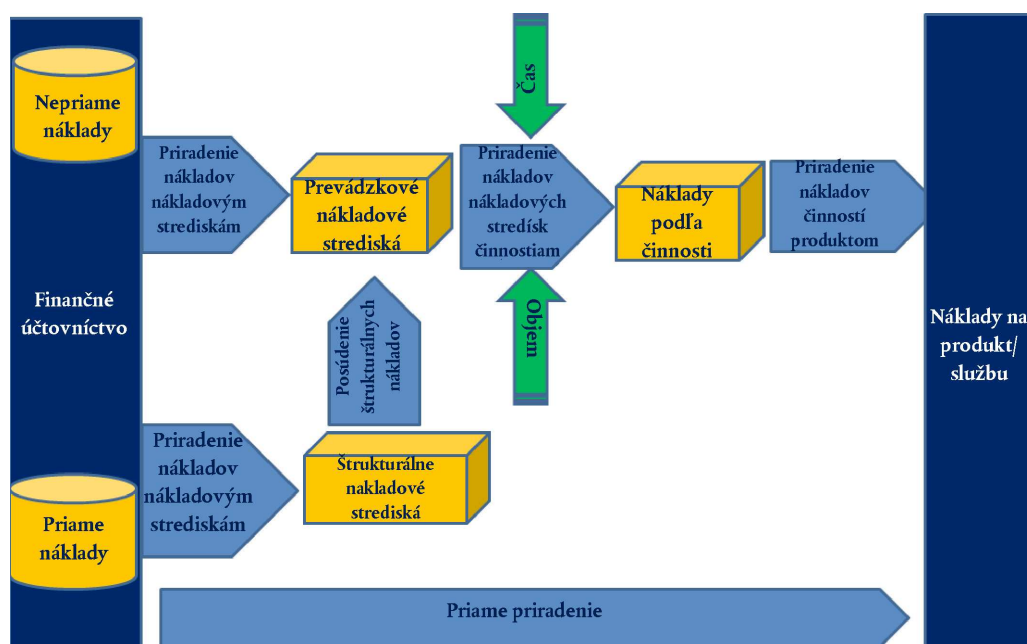 Nepriame
náklady
Finančné
účtovníctvo
Priame
náklady
Priradenie
nákladov
nákladovým
strediskám
Prevádzkové
nákladové
strediská
Čas
Priradenie
nákladov
nákladových
stredísk
činnostiam
Objem
Náklady
podľa
činnosti
Priradenie
nákladov
činností
produktom
Náklady na
produkt/
službu
Posúdenie
štrukturálnych
nákladov
Priradenie
nákladov
nákladovým
strediskám
Štrukturálne
nakladové
strediská
Priame priradenie